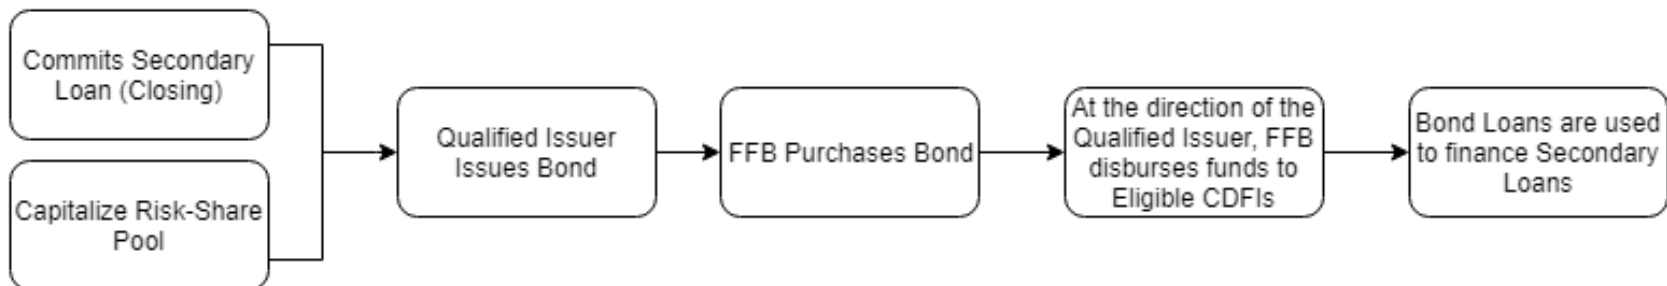 Commits Secondary
Loan (Closing)
Capitalize Risk-Share
Pool
Qualified Issuer
Issues Bond
FFB Purchases Bond
At the direction of the
Qualified Issuer, FFB
disburses funds to
Eligible CDFIs
Bond Loans are used
to finance Secondary
Loans